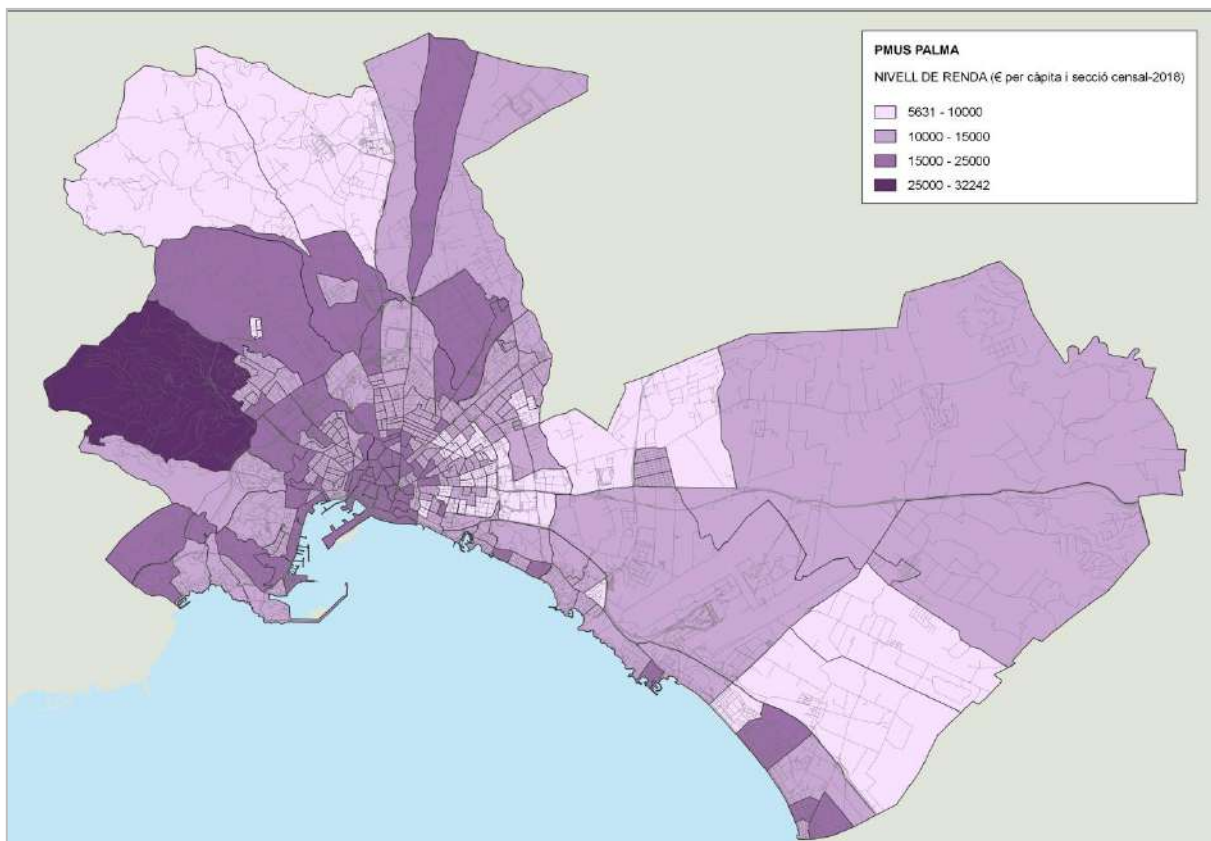 PMUS PALMA
NIVELL DE RENDA (€ per càpita i secció censal-2018)
5631 - 10000
10000 - 15000
15000 - 25000
25000 - 32242